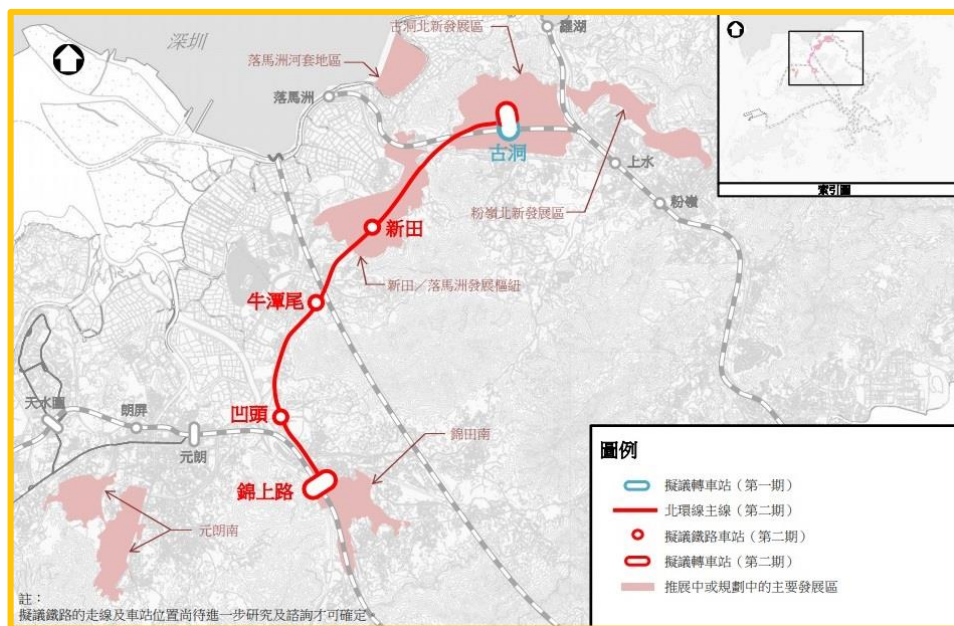 深圳
古洞北新發展區
羅湖
落馬洲河套地區
落馬洲
古洞
上水
粉嶺
粉嶺北新發展區
新田
新田／落馬洲發展樞紐
牛潭尾
天水圍
朗屏
元朗
凹頭
錦田南
錦上路
元朗南
索引圖
圖例
擬議轉車站（第一期）
北環線主線（第二期）
擬議鐵路車站（第二期）
擬議轉車站（第二期）
推展中或規劃中的主要發展區
註：
擬議鐵路的走線及車站位置尚待進一步研究及諮詢才可確定